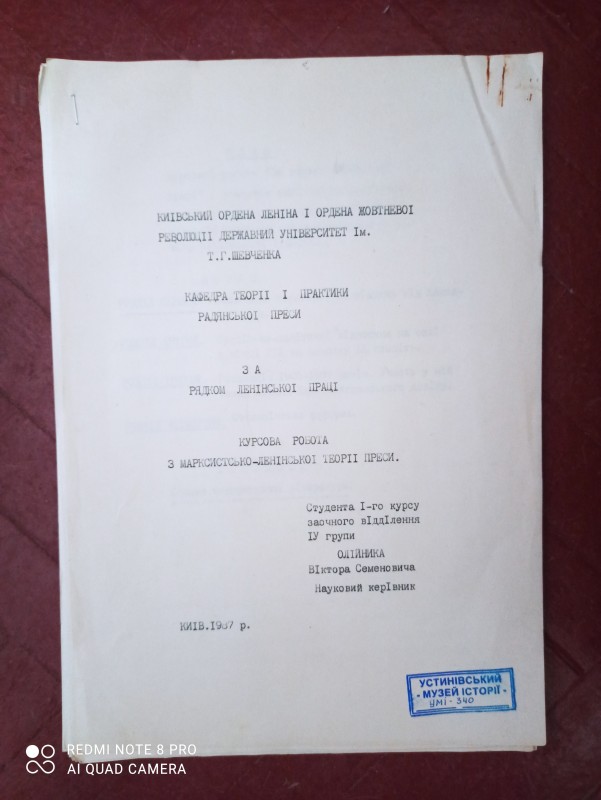 КИЇВСЬКИЙ ОРДЕНА ЛЕНІНА І ОРДЕНА ЖОВТНЕВОЇ
РЕВОЛЮЦІЇ ДЕРЖАВНИЙ УНІВЕРСИТЕТ Ім.
Т.Г.ШЕВЧЕНКА
КАФЕДРА ТЕОРІЇ І ПРАКТИКИ
РАДЯНСЬКОЇ ПРЕСИ
З А
РЯДКОМ ЛЕНІНСЬКОЇ ПРАЦІ
КУРСОВА РОБОТА
З МАРКСИСТСЬКО-ЛЕНІНСЬКОЇ ТЕОРІЇ ПРЕСИ.
Студента І-го курсу
заочного відділення
ІУ групи
ОЛІЙНИКА
Віктора Семеновича
Науковий керівник
КИЇВ.1987 р.
УСТИНІВСЬКИЙ
МУЗЕЙ ІСТОРІЇ
УМІ-340
REDMI NOTE 8 PRO
AI QUAD CAMERA